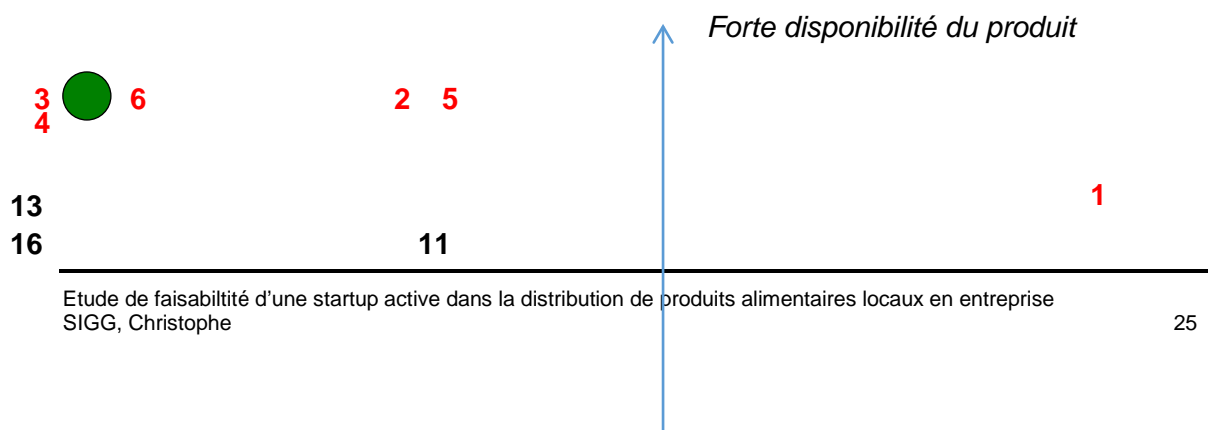 Forte disponibilité du produit
3 6 2 5
4
1
13
16 11
Etude de faisabiltité d'une startup active dans la distribution de produits alimentaires locaux en entreprise
SIGG, Christophe 25